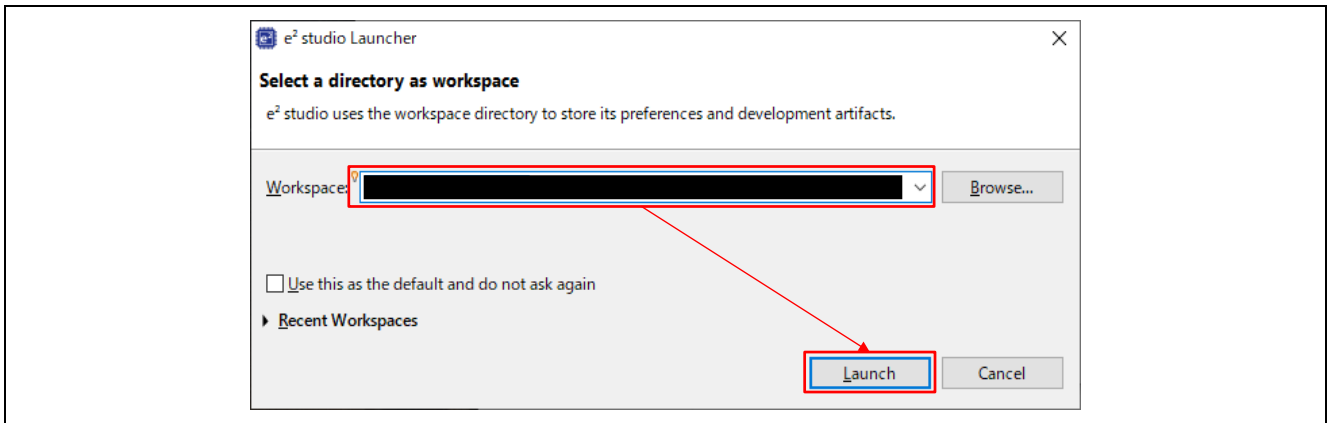 e² studio Launcher
Select a directory as workspace
e² studio uses the workspace directory to store its preferences and development artifacts.
Workspace: Browse...
Use this as the default and do not ask again
Recent Workspaces
Launch Cancel